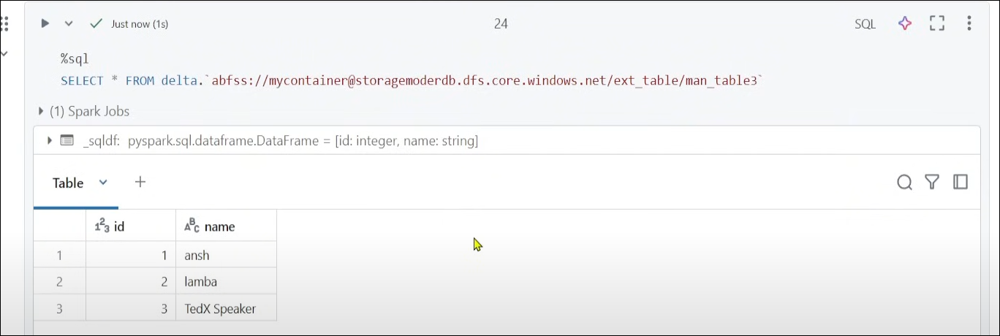 Just now (1s)
24
SQL
%sql
SELECT * FROM delta.`abfss://mycontainer@storagemoderdb.dfs.core.windows.net/ext_table/man_table3`
(1) Spark Jobs
_sqldf: pyspark.sql.dataframe.DataFrame = [id: integer, name: string]
Table +
123 id ABC name
1 1 ansh
2 2 lamba
3 3 TedX Speaker